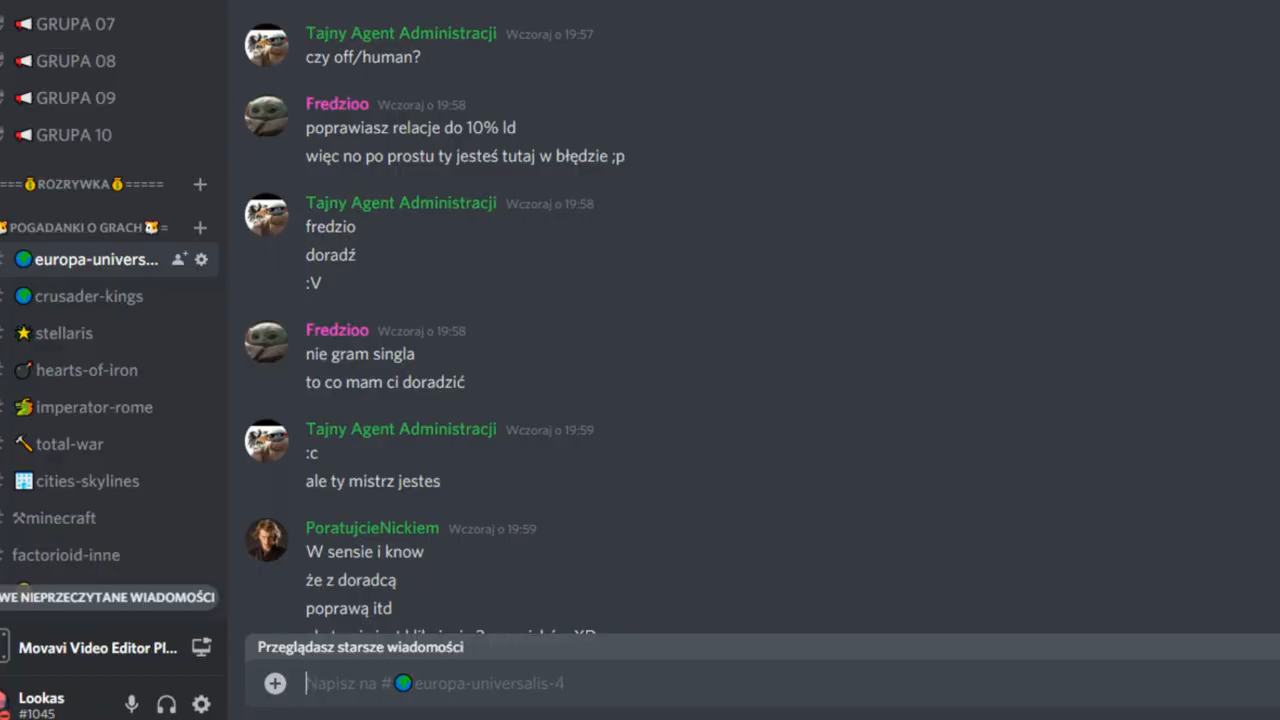 GRUPA 07
GRUPA 08
GRUPA 09
GRUPA 10
===💰ROZRYWKA💰=====
POGADANKI O GRACH 🐹=
europa-univers...
crusader-kings
stellaris
hearts-of-iron
imperator-rome
total-war
cities-skylines
⚒minecraft
factorioid-inne
WE NIEPRZECZYTANE WIADOMOŚCI
Movavi Video Editor Pl...
Lookas
#1045
Tajny Agent Administracji Wczoraj o 19:57
czy off/human?
Fredzioo Wczoraj o 19:58
poprawiasz relacje do 10% ld
więc no po prostu ty jesteś tutaj w błędzie ;p
Tajny Agent Administracji Wczoraj o 19:58
fredzio
doradź
:V
Fredzioo Wczoraj o 19:58
nie gram singla
to co mam ci doradzić
Tajny Agent Administracji Wczoraj o 19:59
:c
ale ty mistrz jestes
PoratujcieNickiem Wczoraj o 19:59
W sensie i know
że z doradcą
poprawą itd
Przeglądasz starsze wiadomości
Napisz na #🌍europa-universalis-4